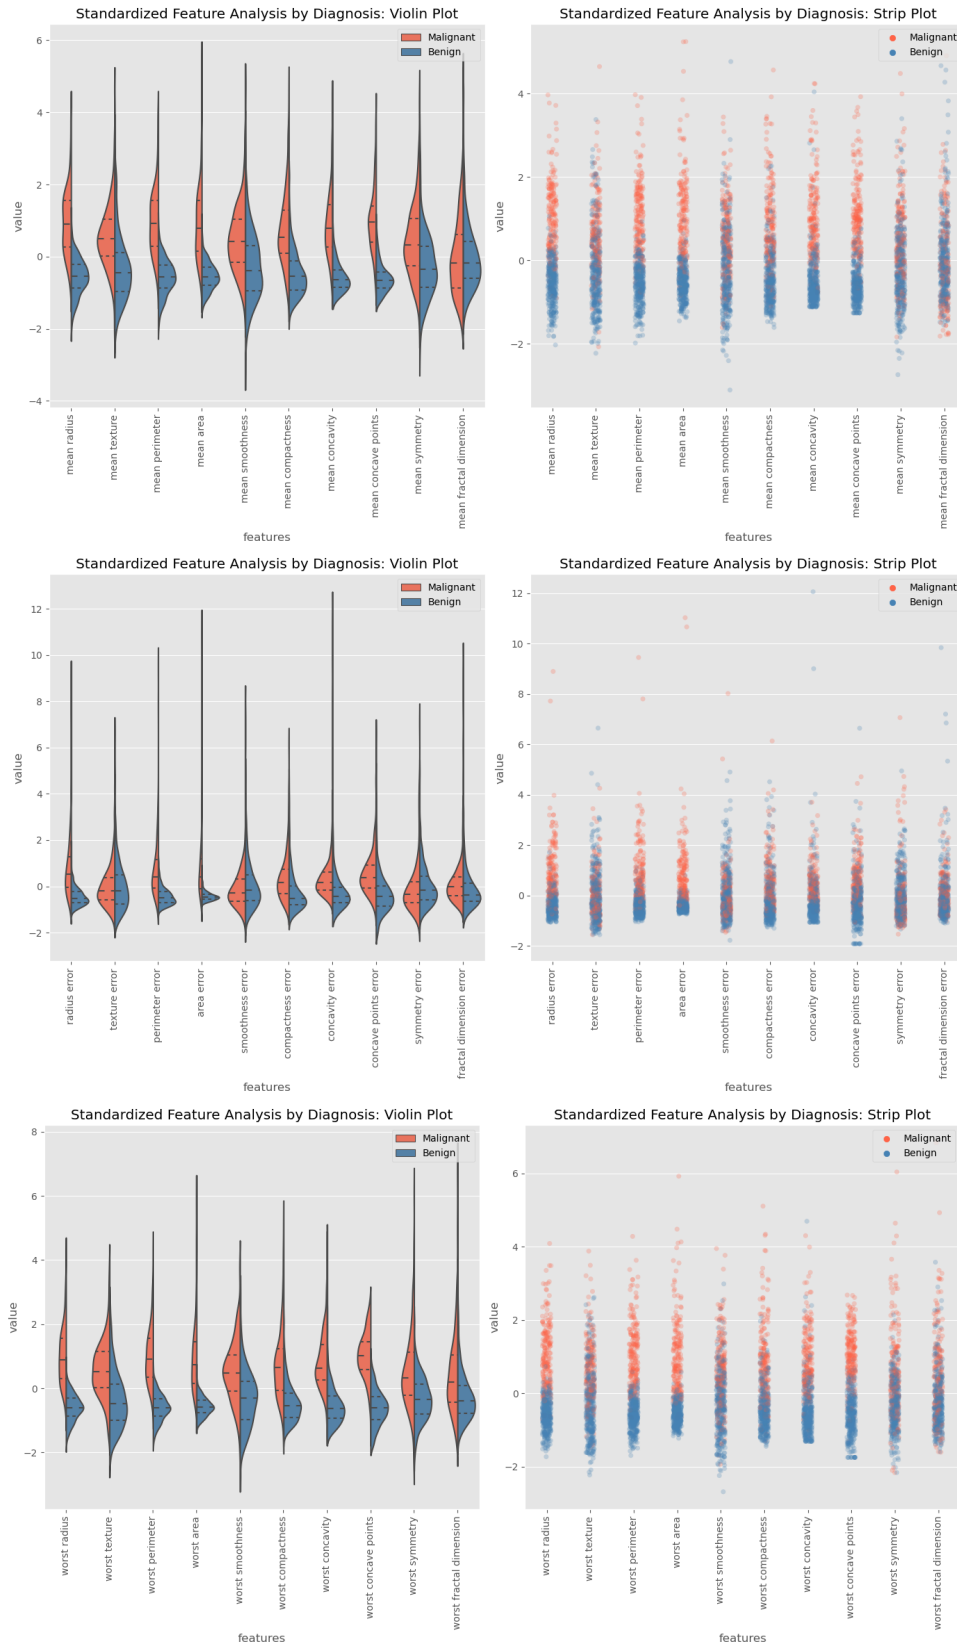 Standardized Feature Analysis by Diagnosis: Violin Plot
Malignant
Benign
6
4
2
0
−2
−4
value
mean radius
mean texture
mean perimeter
mean area
mean smoothness
mean compactness
mean concavity
mean concave points
mean symmetry
mean fractal dimension
features
Standardized Feature Analysis by Diagnosis: Strip Plot
Malignant
Benign
4
2
0
−2
value
mean radius
mean texture
mean perimeter
mean area
mean smoothness
mean compactness
mean concavity
mean concave points
mean symmetry
mean fractal dimension
features
Standardized Feature Analysis by Diagnosis: Violin Plot
Malignant
Benign
12
10
8
6
4
2
0
−2
value
radius error
texture error
perimeter error
area error
smoothness error
compactness error
concavity error
concave points error
symmetry error
fractal dimension error
features
Standardized Feature Analysis by Diagnosis: Strip Plot
Malignant
Benign
12
10
8
6
4
2
0
−2
value
radius error
texture error
perimeter error
area error
smoothness error
compactness error
concavity error
concave points error
symmetry error
fractal dimension error
features
Standardized Feature Analysis by Diagnosis: Violin Plot
Malignant
Benign
8
6
4
2
0
−2
value
worst radius
worst texture
worst perimeter
worst area
worst smoothness
worst compactness
worst concavity
worst concave points
worst symmetry
worst fractal dimension
features
Standardized Feature Analysis by Diagnosis: Strip Plot
Malignant
Benign
6
4
2
0
−2
value
worst radius
worst texture
worst perimeter
worst area
worst smoothness
worst compactness
worst concavity
worst concave points
worst symmetry
worst fractal dimension
features